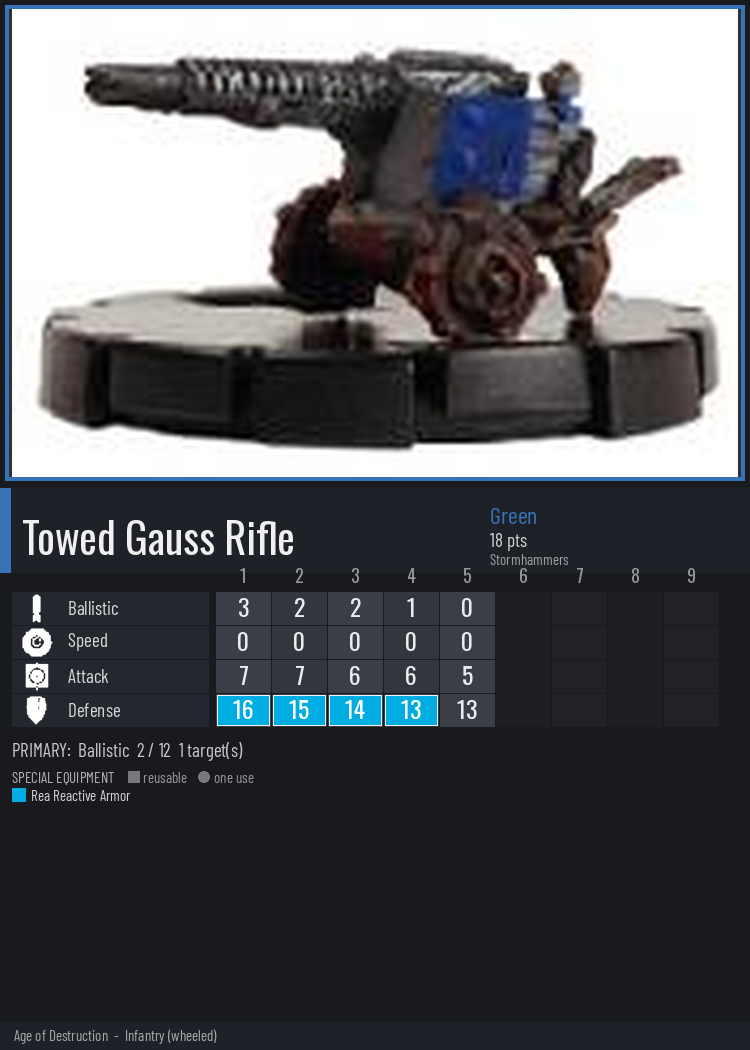 Towed Gauss Rifle
Green
18 pts
Stormhammers
1 2 3 4 5 6 7 8 9
Ballistic 3 2 2 1 0
Speed 0 0 0 0 0
Attack 7 7 6 6 5
Defense 16 15 14 13 13
PRIMARY: Ballistic 2 / 12 1 target(s)
SPECIAL EQUIPMENT reusable one use
Rea Reactive Armor
Age of Destruction - Infantry (wheeled)